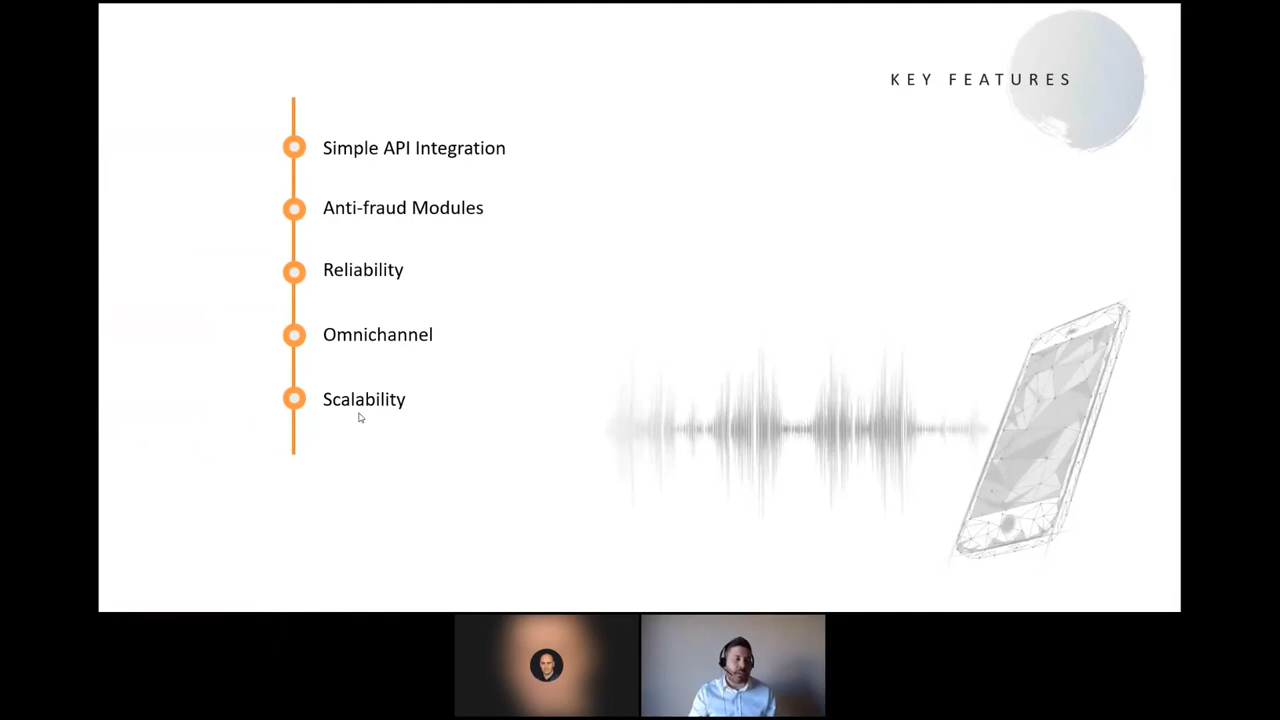 KEY FEATURES
Simple API Integration
Anti-fraud Modules
Reliability
Omnichannel
Scalability